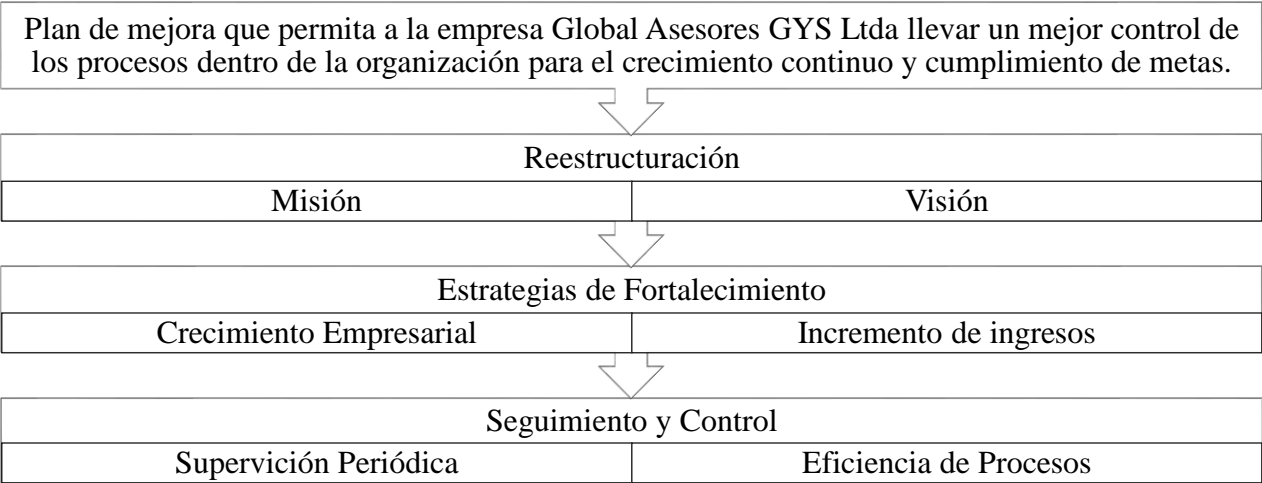 Plan de mejora que permita a la empresa Global Asesores GYS Ltda llevar un mejor control de
los procesos dentro de la organización para el crecimiento continuo y cumplimiento de metas.
Reestructuración
Misión Visión
Estrategias de Fortalecimiento
Crecimiento Empresarial Incremento de ingresos
Seguimiento y Control
Supervición Periódica Eficiencia de Procesos